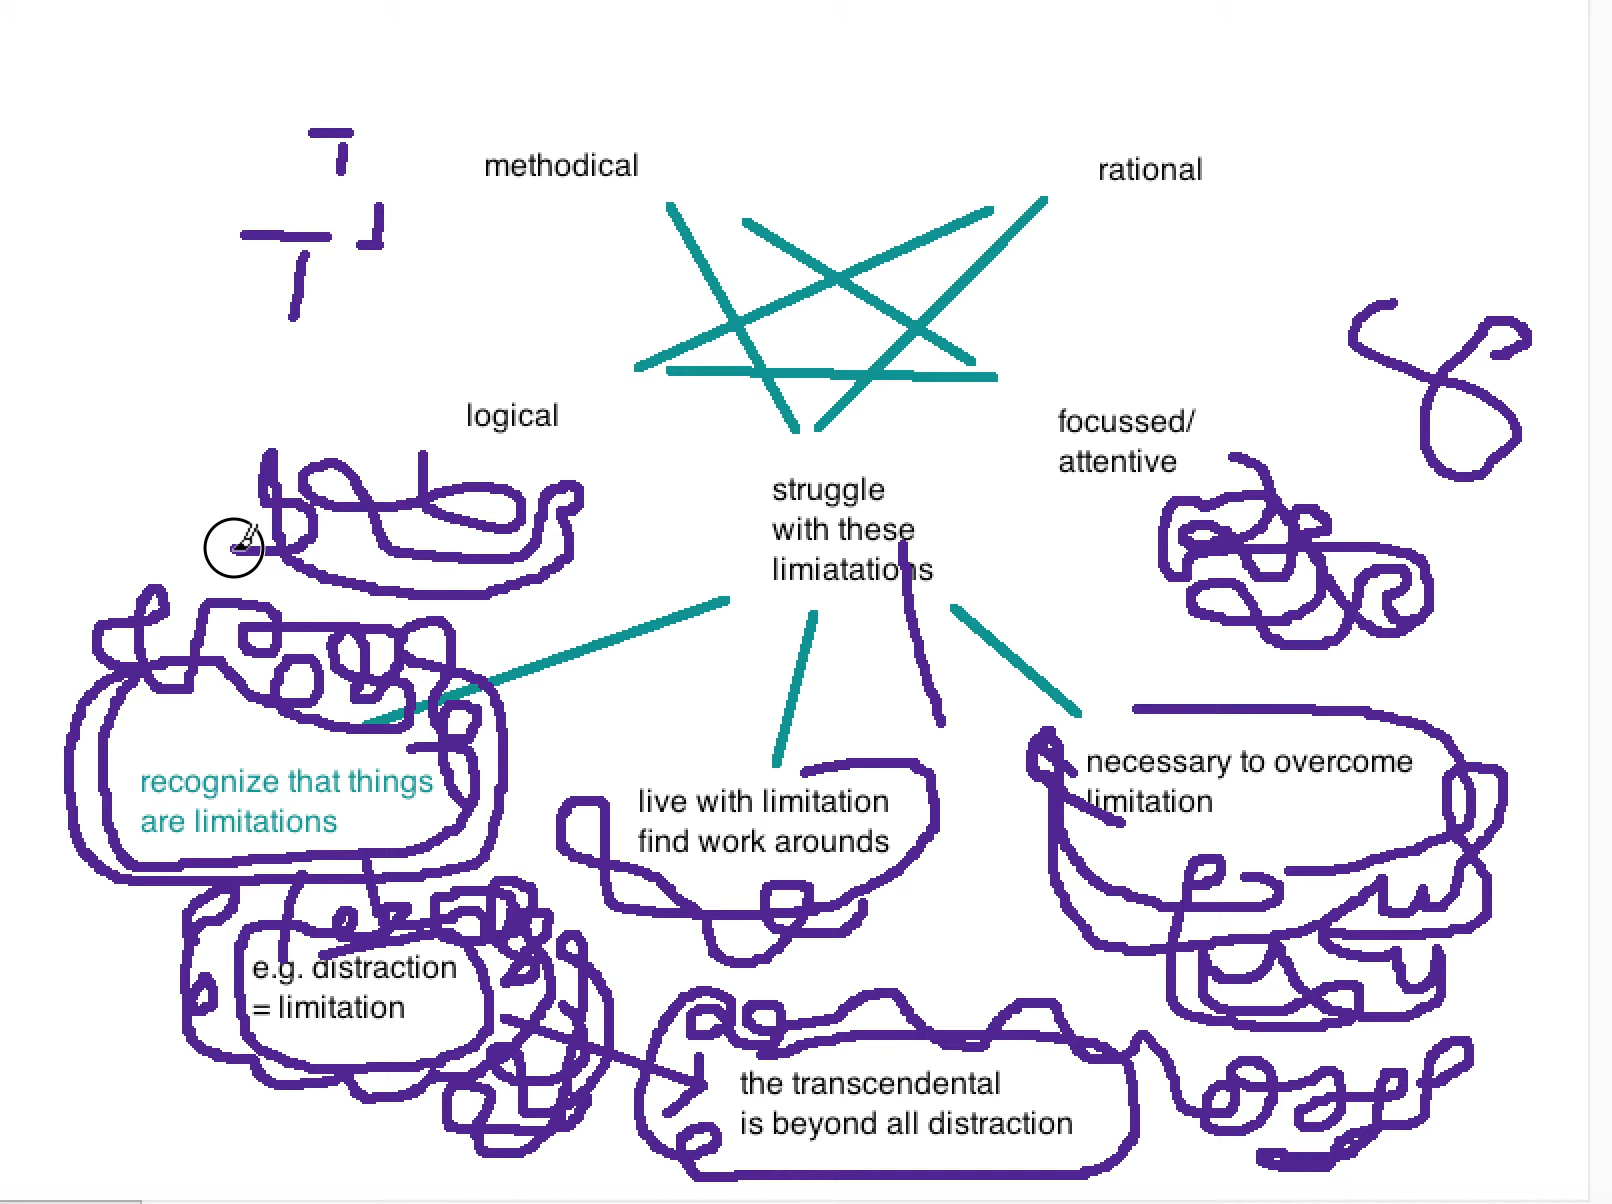 methodical
rational
logical
focussed/
attentive
struggle
with these
limiatations
recognize that things
are limitations
live with limitation
find work arounds
necessary to overcome
limitation
e.g. distraction
= limitation
the transcendental
is beyond all distraction